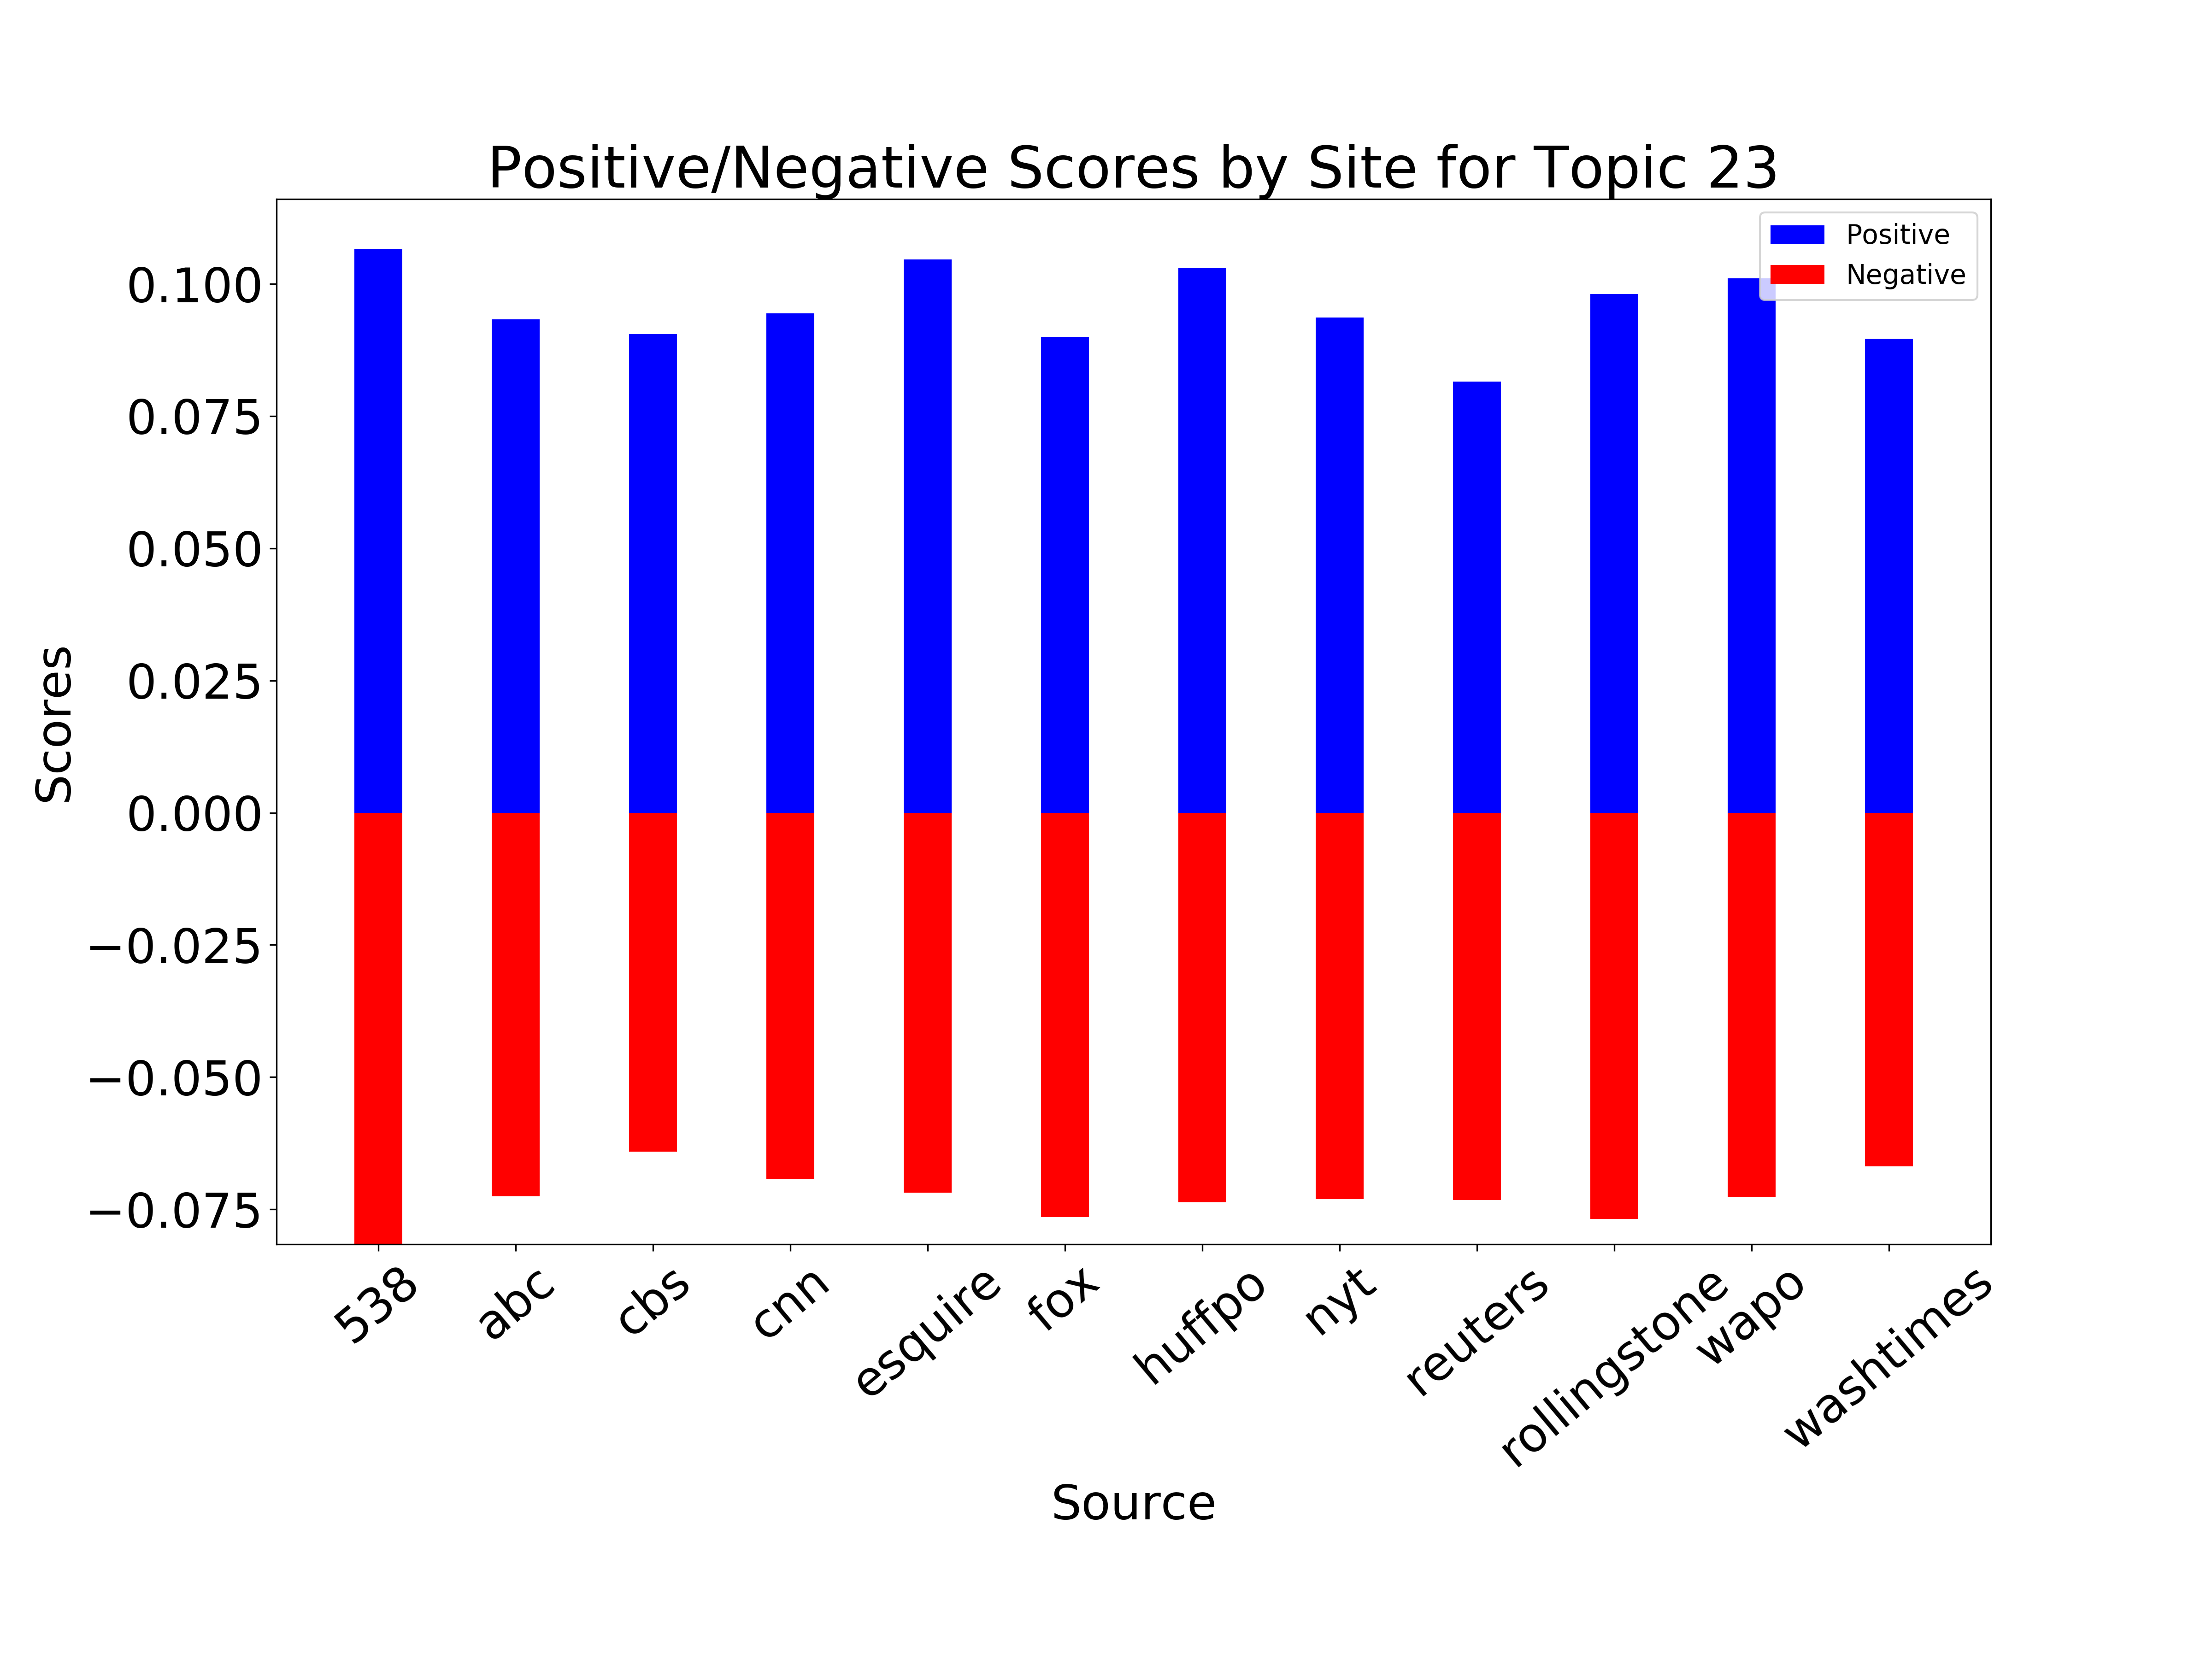 Positive/Negative Scores by Site for Topic 23
Positive
Negative
0.100
0.075
0.050
0.025
0.000
−0.025
−0.050
−0.075
Scores
538
abc
cbs
cnn
esquire
fox
huffpo
nyt
reuters
rollingstone
wapo
washtimes
Source